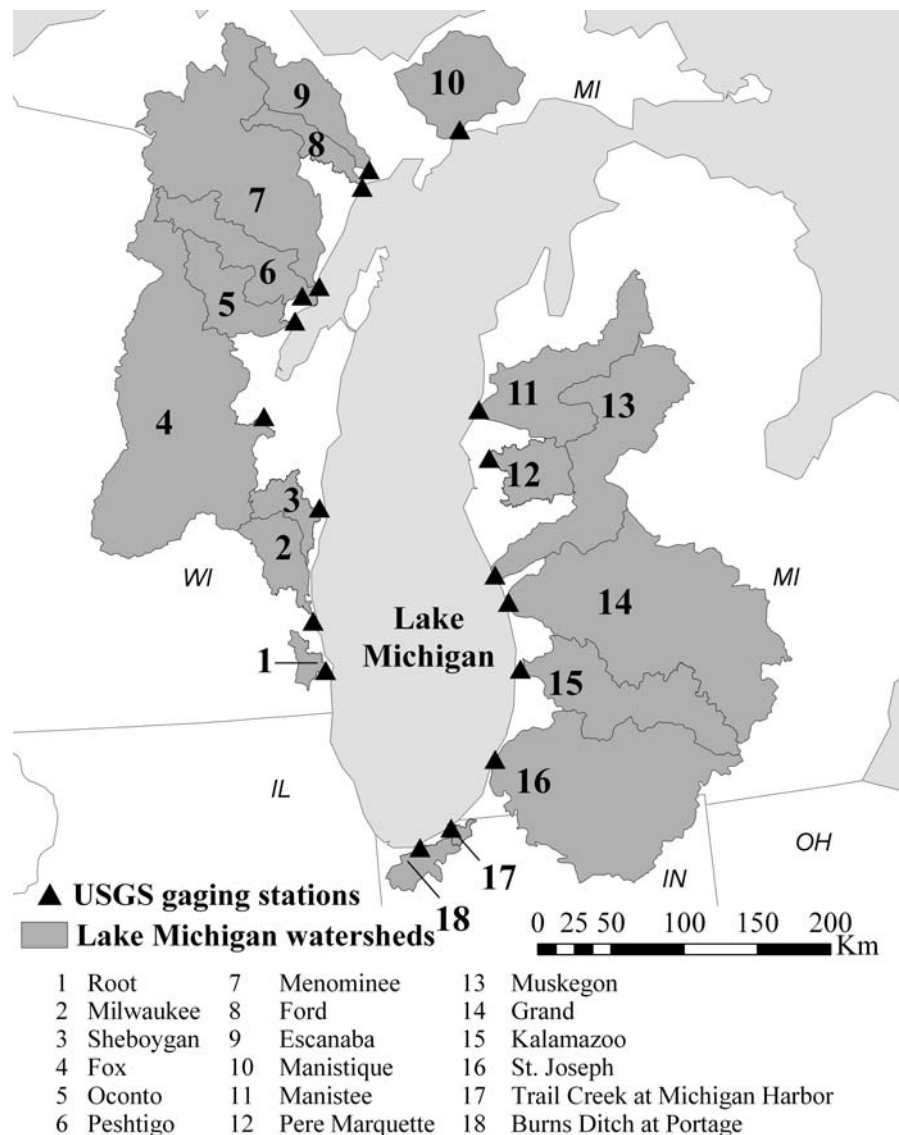 10
MI
9
8
7
6
5
4
11
13
12
3
2
WI
MI
14
Lake
Michigan
1
15
16
IL
OH
17
IN
18
USGS gaging stations
Lake Michigan watersheds
0 25 50 100 150 200
Km
1 Root 7 Menominee 13 Muskegon
2 Milwaukee 8 Ford 14 Grand
3 Sheboygan 9 Escanaba 15 Kalamazoo
4 Fox 10 Manistique 16 St. Joseph
5 Oconto 11 Manistee 17 Trail Creek at Michigan Harbor
6 Peshtigo 12 Pere Marquette 18 Burns Ditch at Portage